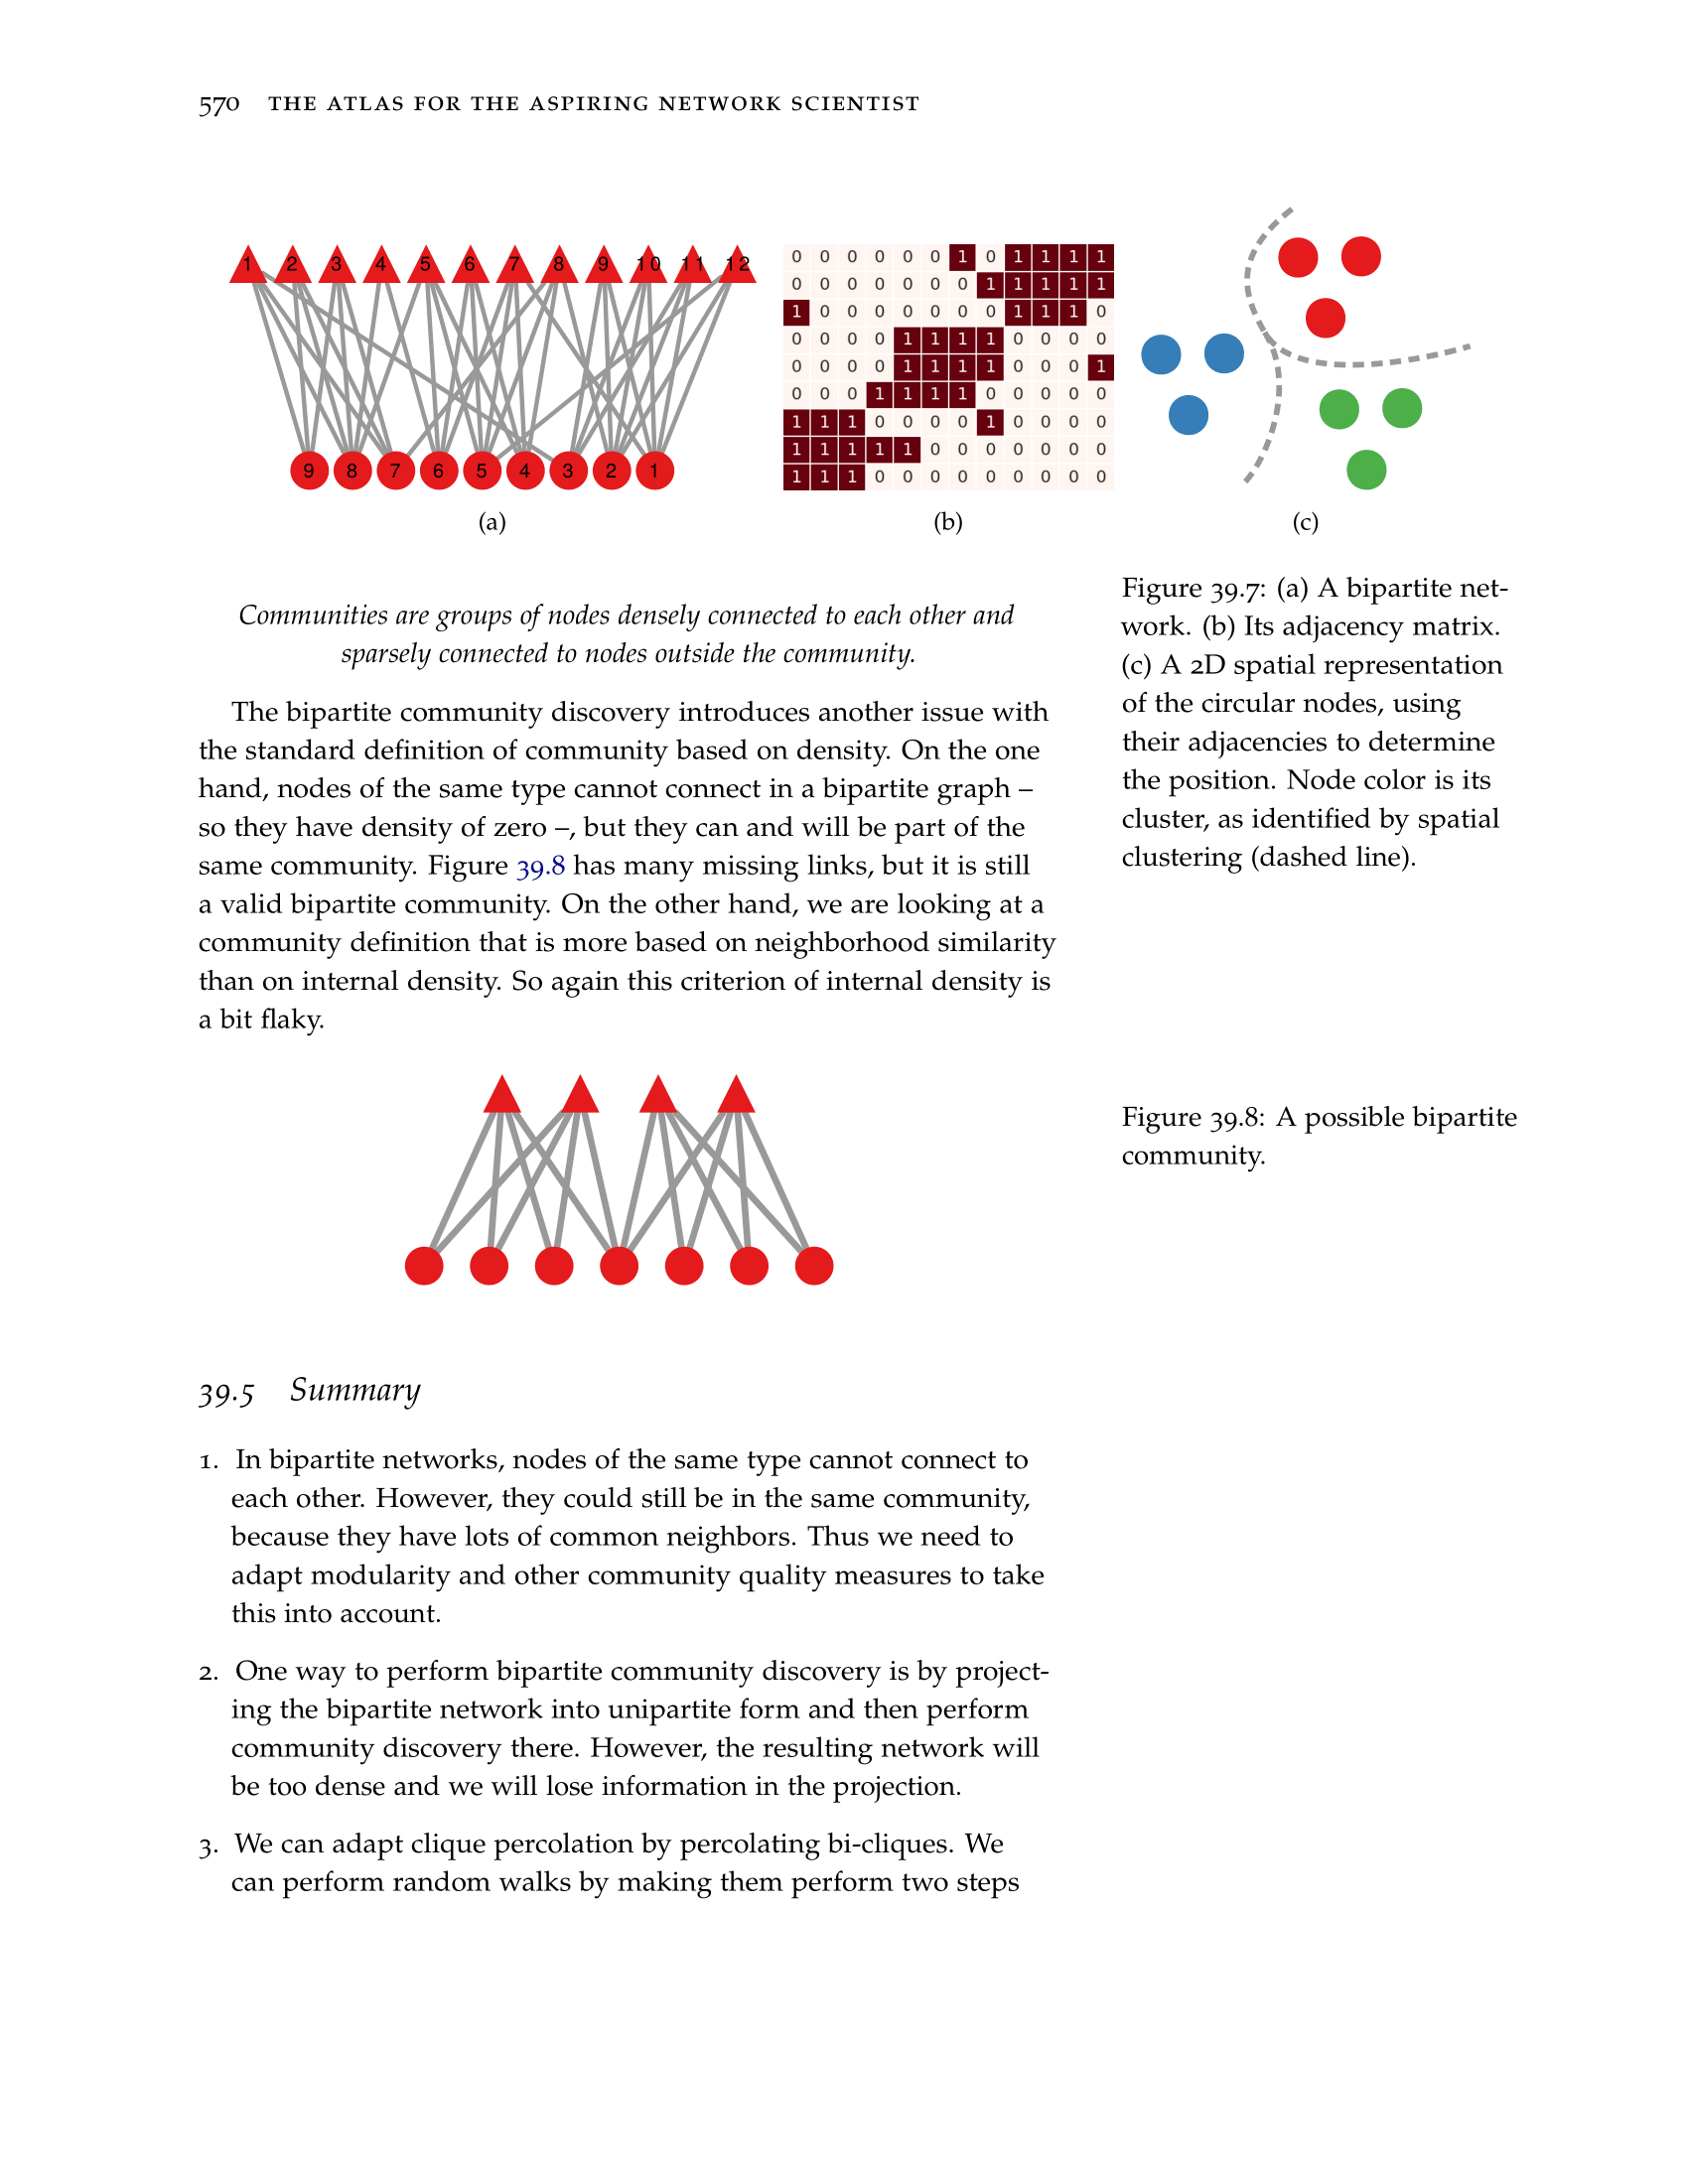 570 THE ATLAS FOR THE ASPIRING NETWORK SCIENTIST
1 2 3 4 5 6 7 8 9 10 11 12
9 8 7 6 5 4 3 2 1
(a)
0 0 0 0 0 0 1 0 1 1 1 1
0 0 0 0 0 0 0 1 1 1 1 1
1 0 0 0 0 0 0 0 1 1 1 0
0 0 0 0 1 1 1 1 0 0 0 0
0 0 0 0 1 1 1 1 0 0 0 1
0 0 0 1 1 1 1 0 0 0 0 0
1 1 1 0 0 0 0 1 0 0 0 0
1 1 1 1 1 0 0 0 0 0 0 0
1 1 1 0 0 0 0 0 0 0 0 0
(b)
(c)
Figure 39.7: (a) A bipartite net-
work. (b) Its adjacency matrix.
(c) A 2D spatial representation
of the circular nodes, using
their adjacencies to determine
the position. Node color is its
cluster, as identified by spatial
clustering (dashed line).
Communities are groups of nodes densely connected to each other and
sparsely connected to nodes outside the community.
The bipartite community discovery introduces another issue with
the standard definition of community based on density. On the one
hand, nodes of the same type cannot connect in a bipartite graph –
so they have density of zero –, but they can and will be part of the
same community. Figure 39.8 has many missing links, but it is still
a valid bipartite community. On the other hand, we are looking at a
community definition that is more based on neighborhood similarity
than on internal density. So again this criterion of internal density is
a bit flaky.
Figure 39.8: A possible bipartite
community.
39.5 Summary
1. In bipartite networks, nodes of the same type cannot connect to
each other. However, they could still be in the same community,
because they have lots of common neighbors. Thus we need to
adapt modularity and other community quality measures to take
this into account.
2. One way to perform bipartite community discovery is by project-
ing the bipartite network into unipartite form and then perform
community discovery there. However, the resulting network will
be too dense and we will lose information in the projection.
3. We can adapt clique percolation by percolating bi-cliques. We
can perform random walks by making them perform two steps